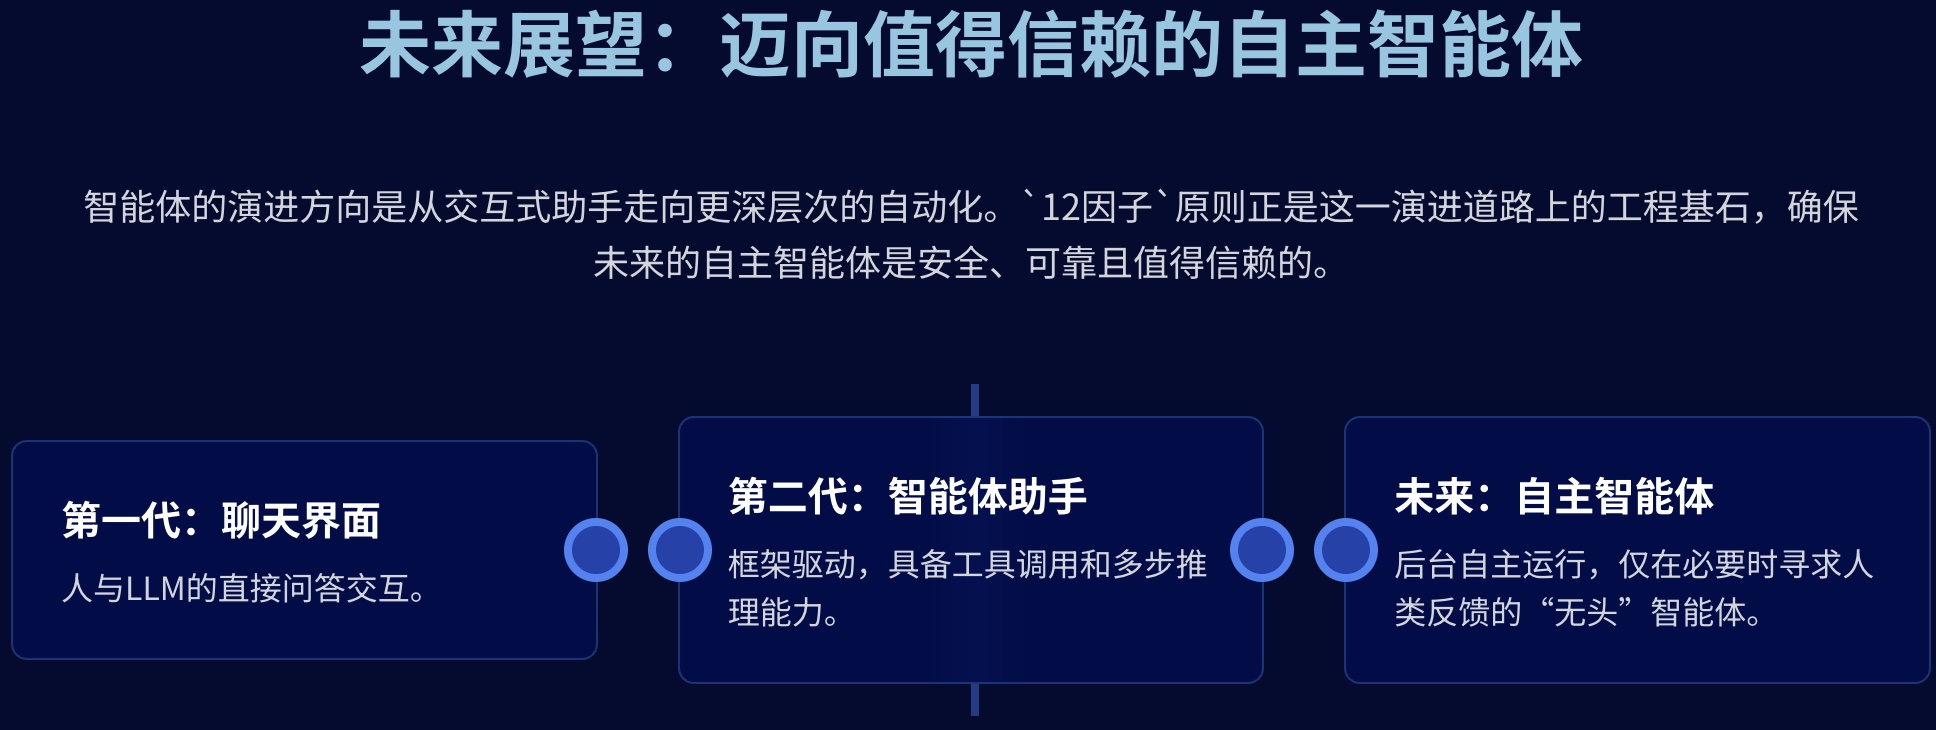 未来展望：迈向值得信赖的自主智能体
智能体的演进方向是从交互式助手走向更深层次的自动化。`12因子`原则正是这一演进道路上的工程基石，确保
未来的自主智能体是安全、可靠且值得信赖的。
第一代：聊天界面
人与LLM的直接问答交互。
第二代：智能体助手
框架驱动，具备工具调用和多步推
理能力。
未来：自主智能体
后台自主运行，仅在必要时寻求人
类反馈的“无头”智能体。